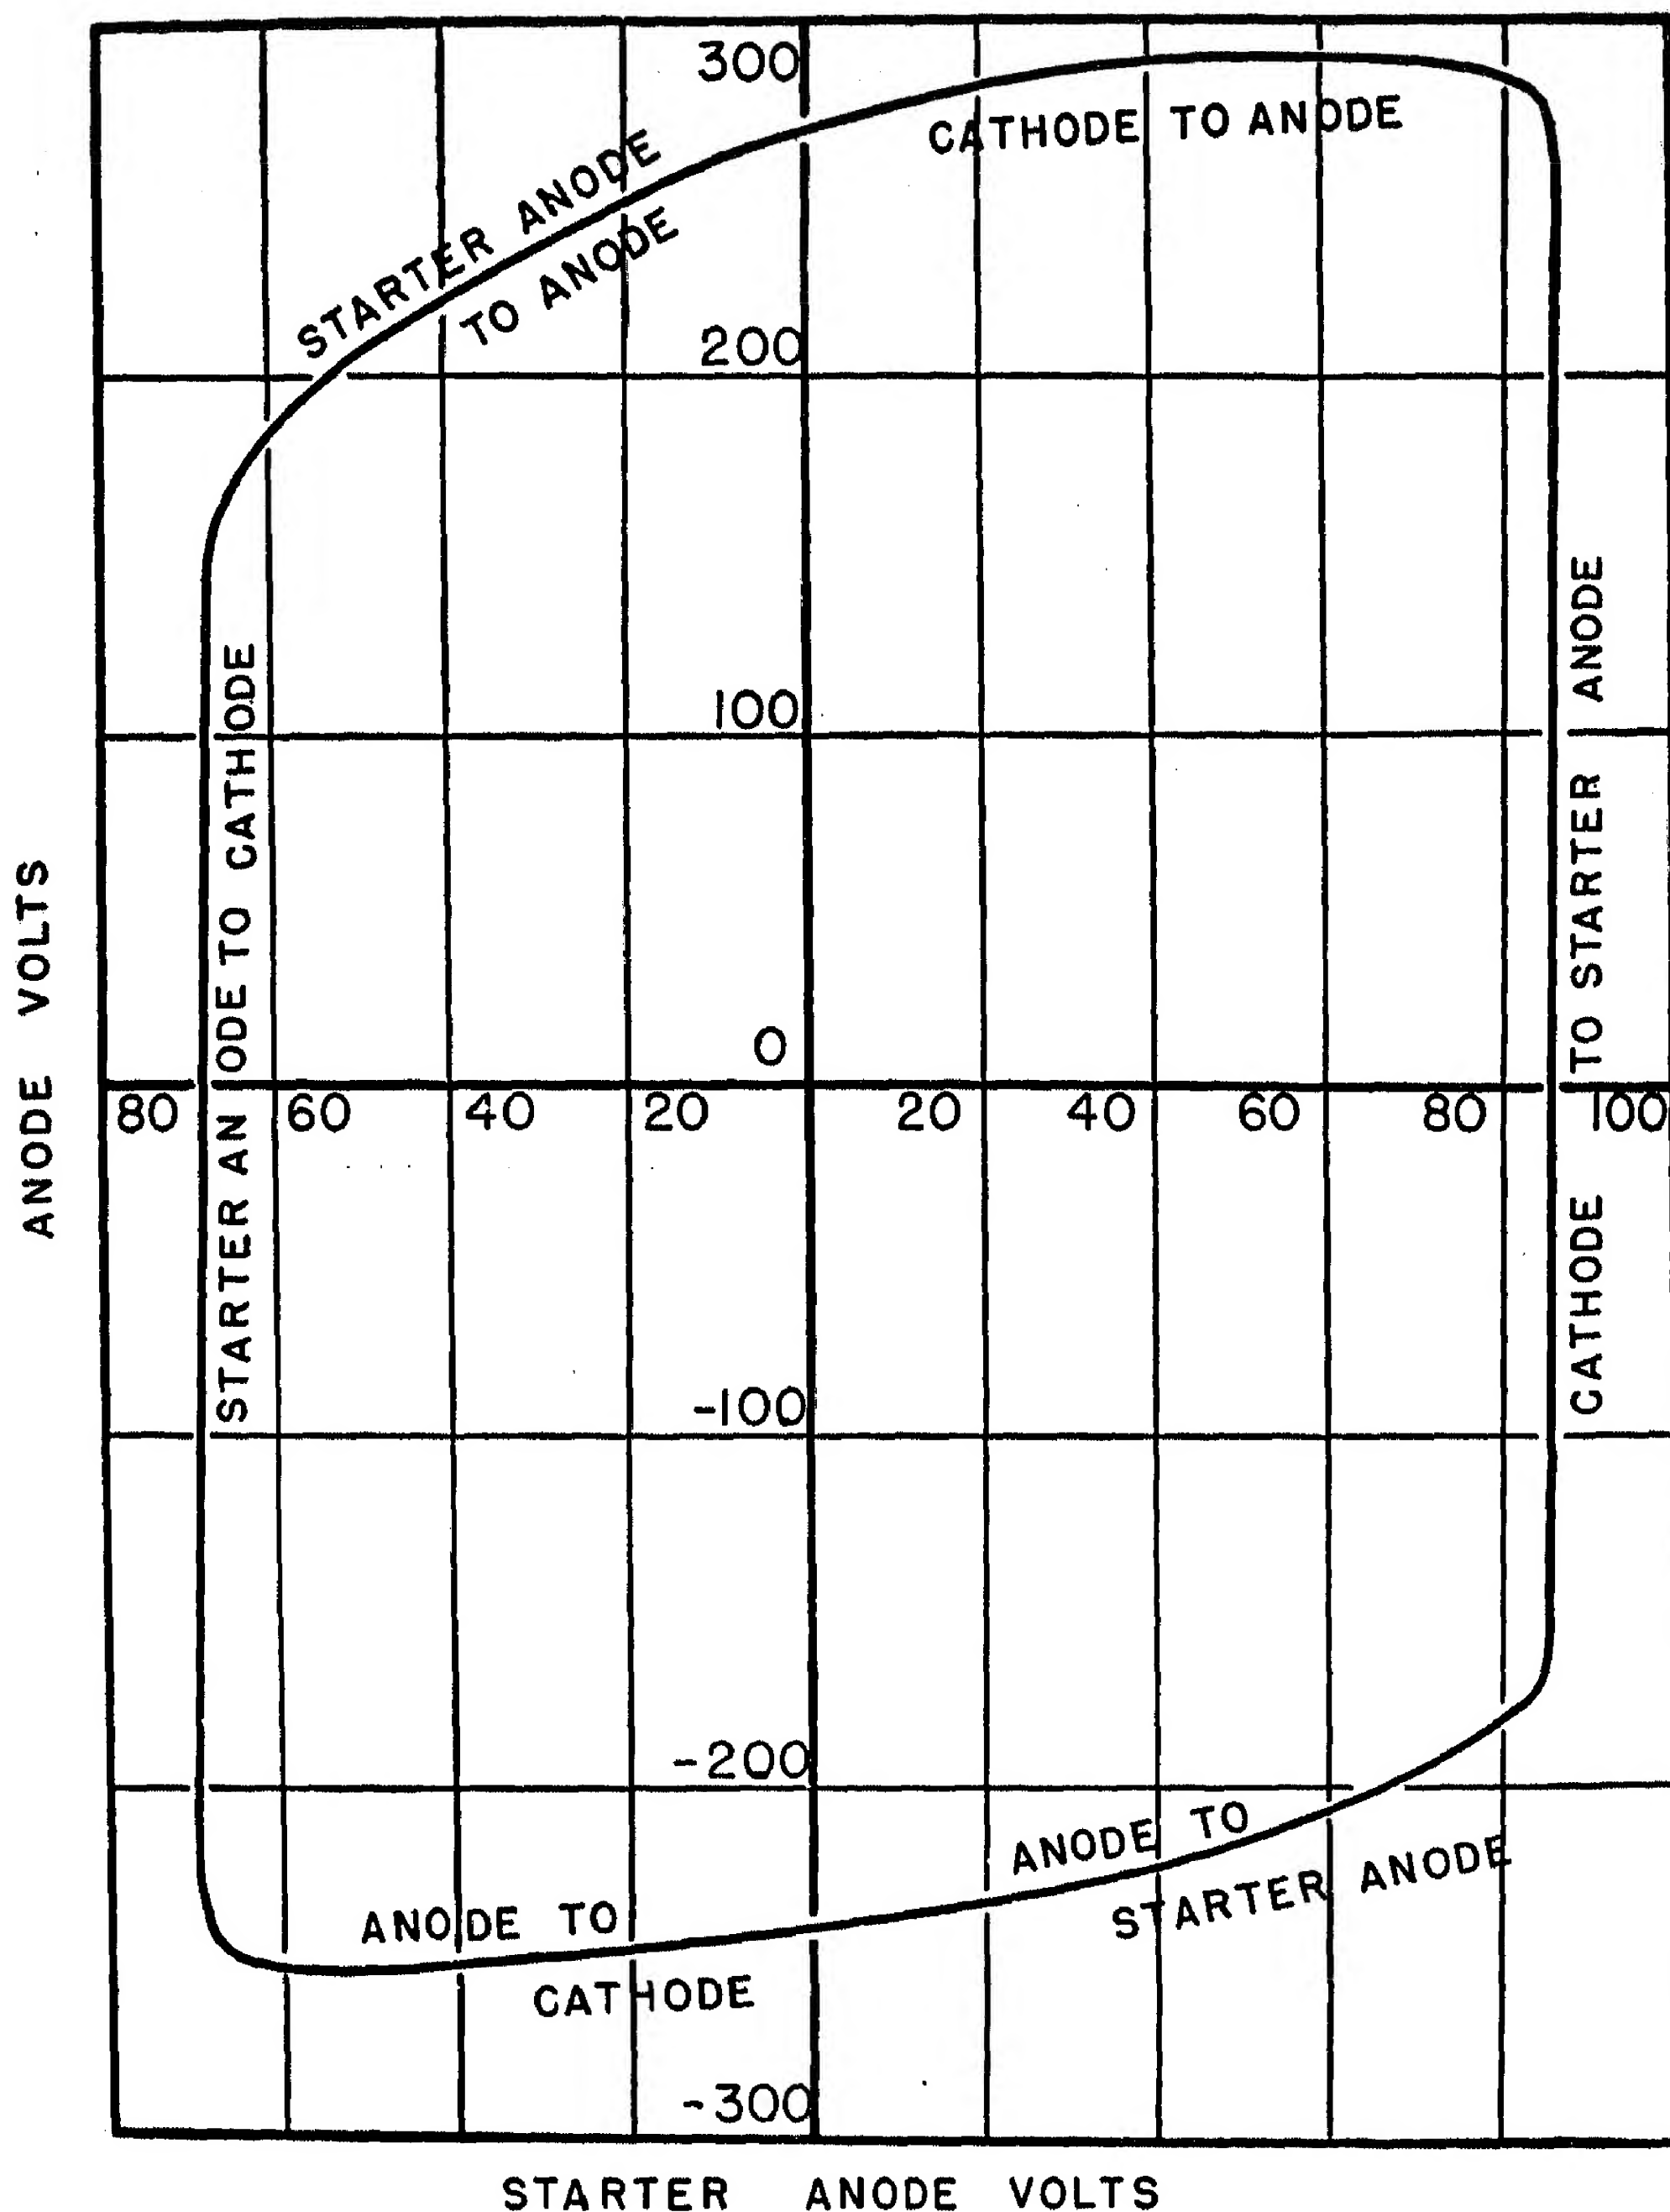 300
CATHODE TO ANODE
STARTER ANODE
TO ANODE
200
100
STARTER ANODE TO CATHODE
CATHODE TO STARTER ANODE
ANODE VOLTS
0
80 60 40 20 20 40 60 80 100
-100
-200
ANODE TO
STARTER ANODE
ANODE TO
CATHODE
-300
STARTER ANODE VOLTS